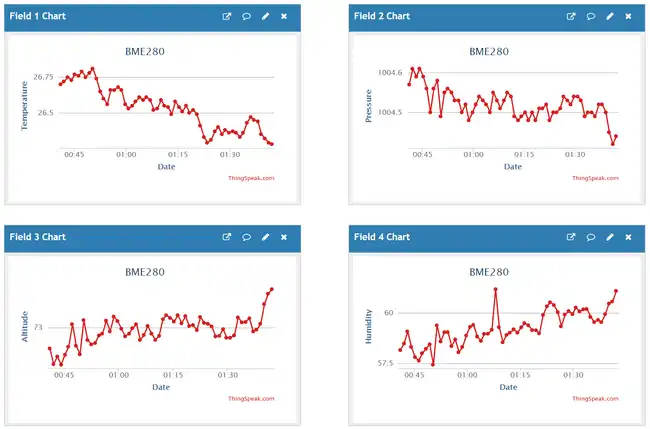 Field 1 Chart
BME280
Temperature
26.75
26.5
00:45 01:00 01:15 01:30
Date
ThingSpeak.com
Field 2 Chart
BME280
Pressure
1004.6
1004.5
00:45 01:00 01:15 01:30
Date
ThingSpeak.com
Field 3 Chart
BME280
Altitude
73
00:45 01:00 01:15 01:30
Date
ThingSpeak.com
Field 4 Chart
BME280
Humidity
60
57.5
00:45 01:00 01:15 01:30
Date
ThingSpeak.com